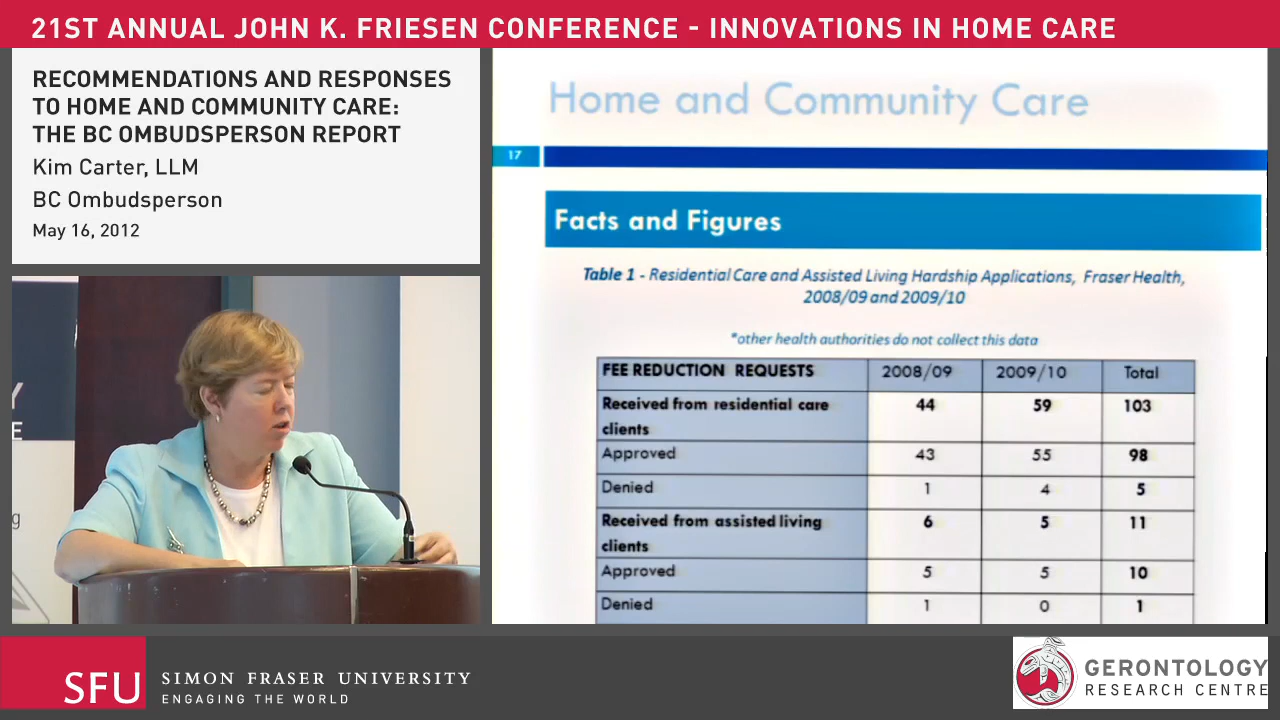 21ST ANNUAL JOHN K. FRIESEN CONFERENCE - INNOVATIONS IN HOME CARE
RECOMMENDATIONS AND RESPONSES
TO HOME AND COMMUNITY CARE:
THE BC OMBUDSPERSON REPORT
Kim Carter, LLM
BC Ombudsperson
May 16, 2012
Home and Community Care
17
Facts and Figures
Table 1 - Residential Care and Assisted Living Hardship Applications, Fraser Health,
2008/09 and 2009/10
*other health authorities do not collect this data
FEE REDUCTION REQUESTS 2008/09 2009/10 Total
Received from residential care
clients 44 59 103
Approved 43 55 98
Denied 1 4 5
Received from assisted living
clients 6 5 11
Approved 5 5 10
Denied 1 0 1
SFU
SIMON FRASER UNIVERSITY
ENGAGING THE WORLD
GERONTOLOGY
RESEARCH CENTRE